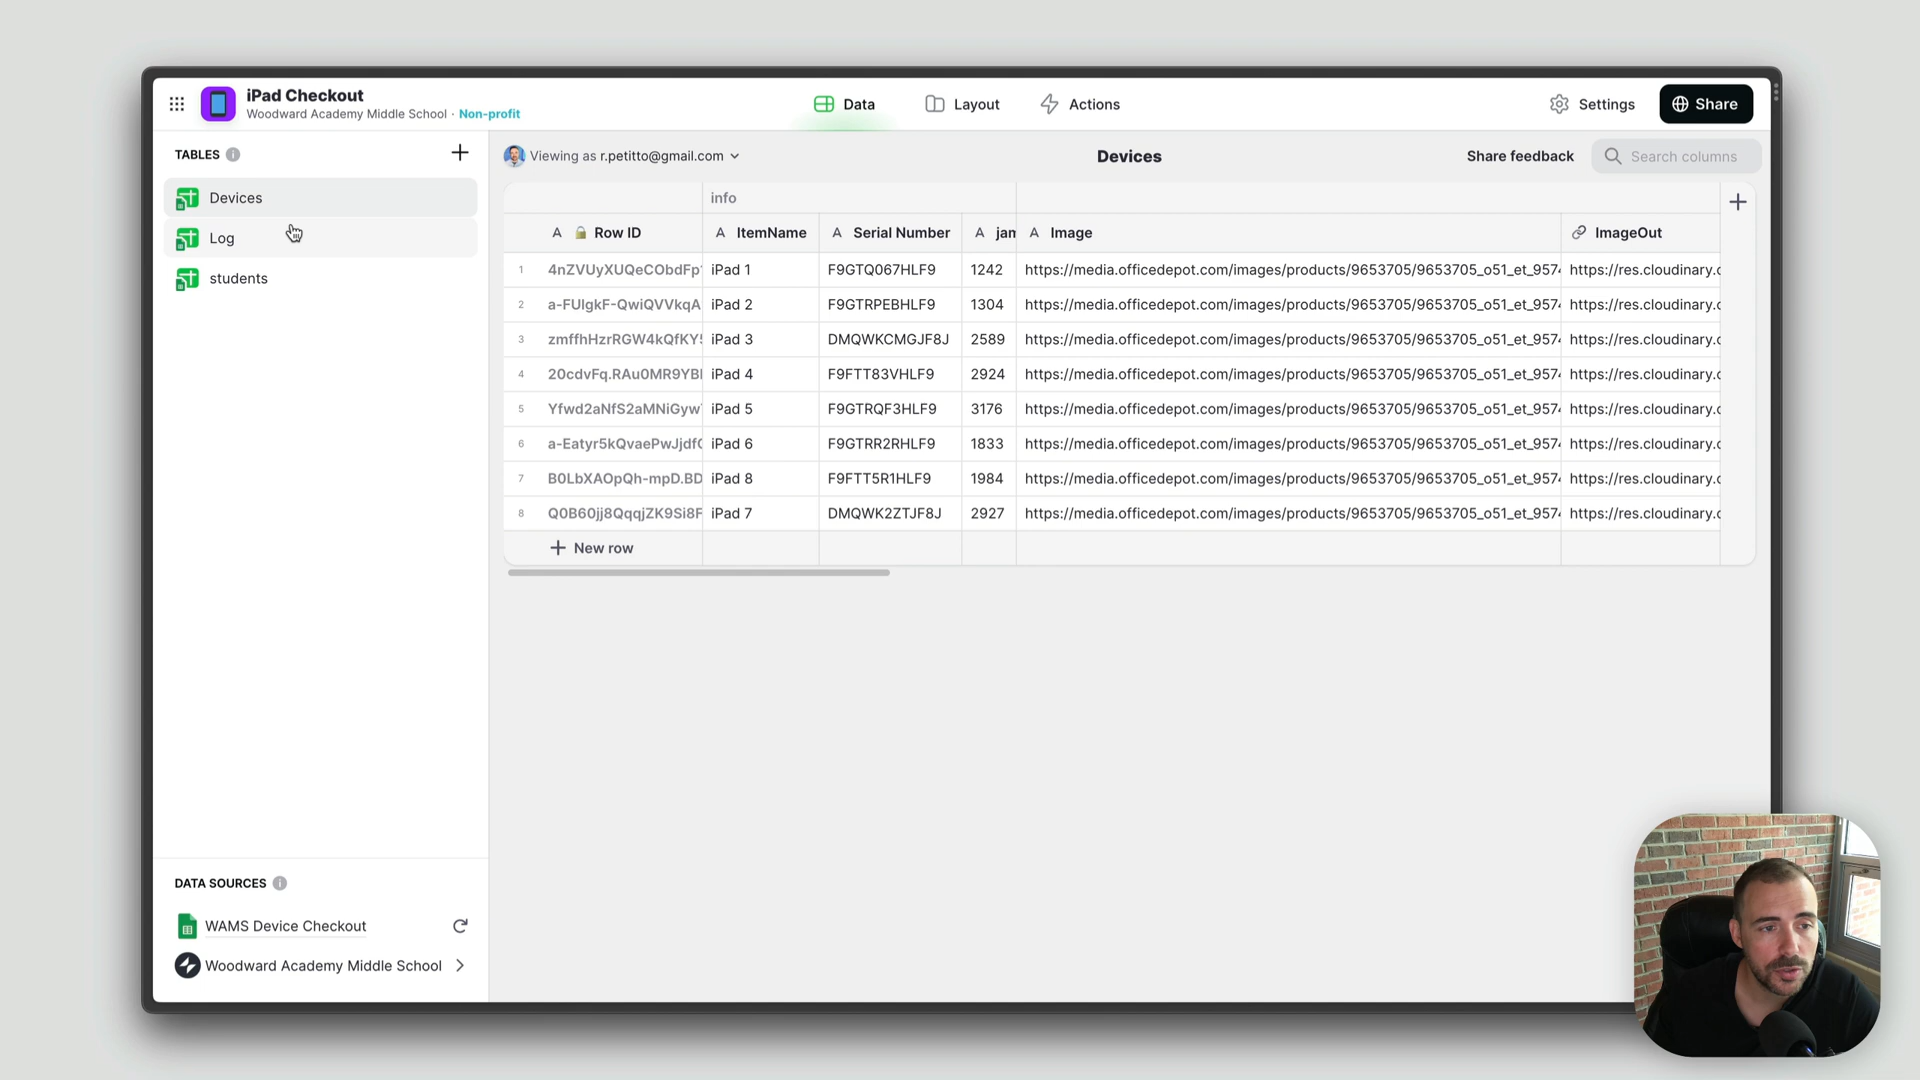 iPad Checkout
Woodward Academy Middle School · Non-profit
Data
Layout
Actions
Settings
Share
TABLES
Devices
Log
students
Viewing as r.petitto@gmail.com
Devices
Share feedback
Search columns
info
Row ID ItemName Serial Number jam Image ImageOut
1 4nZVUyXUQeCObdFp iPad 1 F9GTQ067HLF9 1242 https://media.officedepot.com/images/products/9653705/9653705_o51_et_957 https://res.cloudinary.c
2 a-FUIgkF-QwiQVVkqA iPad 2 F9GTRPEBHLF9 1304 https://media.officedepot.com/images/products/9653705/9653705_o51_et_957 https://res.cloudinary.c
3 zmffhHzrRGW4kQfKY iPad 3 DMQWKCMGJF8J 2589 https://media.officedepot.com/images/products/9653705/9653705_o51_et_957 https://res.cloudinary.c
4 20cdvFq.RAu0MR9YB iPad 4 F9FTT83VHLF9 2924 https://media.officedepot.com/images/products/9653705/9653705_o51_et_957 https://res.cloudinary.c
5 Yfwd2aNfS2aMNiGyw iPad 5 F9GTRQF3HLF9 3176 https://media.officedepot.com/images/products/9653705/9653705_o51_et_957 https://res.cloudinary.c
6 a-Eatyr5kQvaePwJjdf iPad 6 F9GTRR2RHLF9 1833 https://media.officedepot.com/images/products/9653705/9653705_o51_et_957 https://res.cloudinary.c
7 B0LbXAOpQh-mpD.BD iPad 8 F9FTT5R1HLF9 1984 https://media.officedepot.com/images/products/9653705/9653705_o51_et_957 https://res.cloudinary.c
8 Q0B60jj8QqqjZK9Si8F iPad 7 DMQWK2ZTJF8J 2927 https://media.officedepot.com/images/products/9653705/9653705_o51_et_957 https://res.cloudinary.c
New row
DATA SOURCES
WAMS Device Checkout
Woodward Academy Middle School